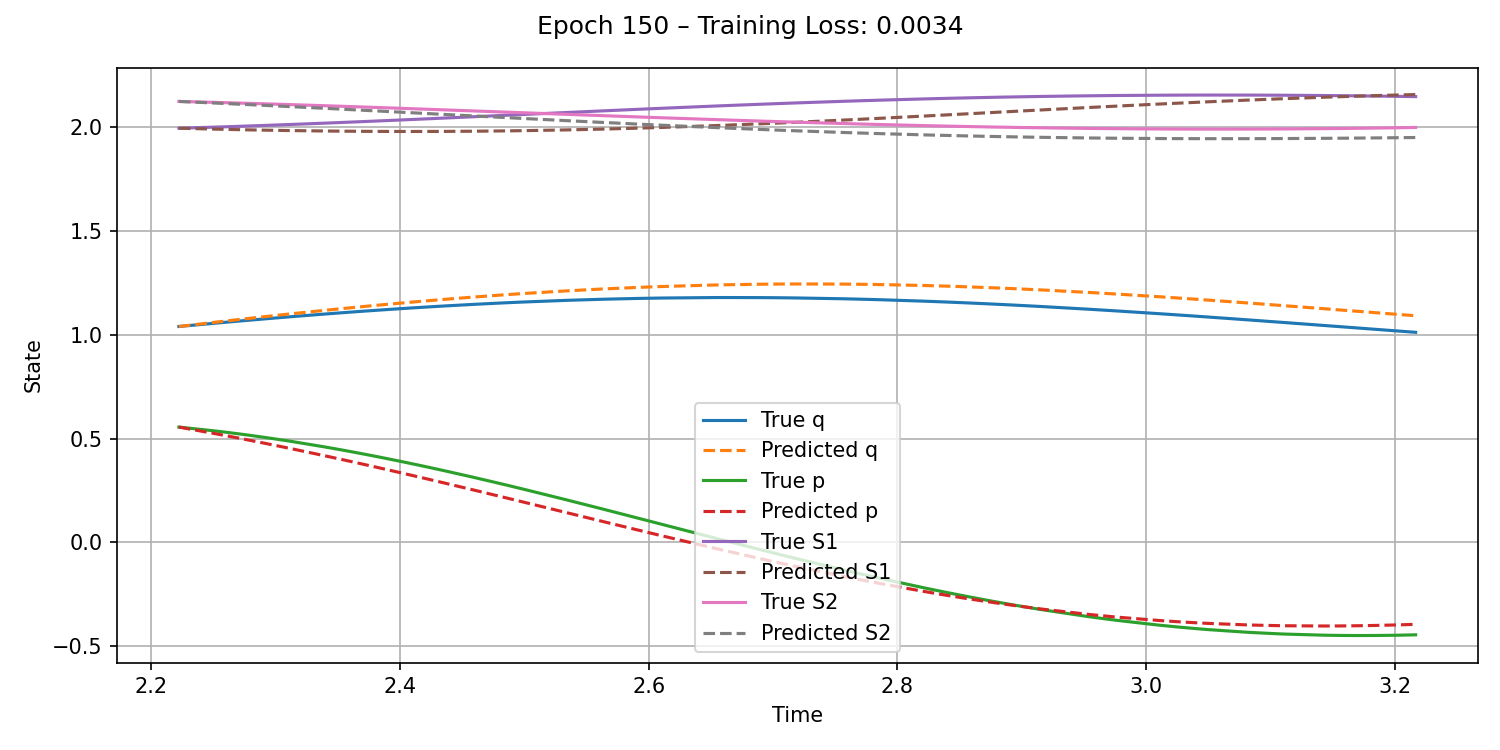 Epoch 150 – Training Loss: 0.0034
State
2.0
1.5
1.0
0.5
0.0
−0.5
True q
Predicted q
True p
Predicted p
True S1
Predicted S1
True S2
Predicted S2
2.2 2.4 2.6 2.8 3.0 3.2
Time